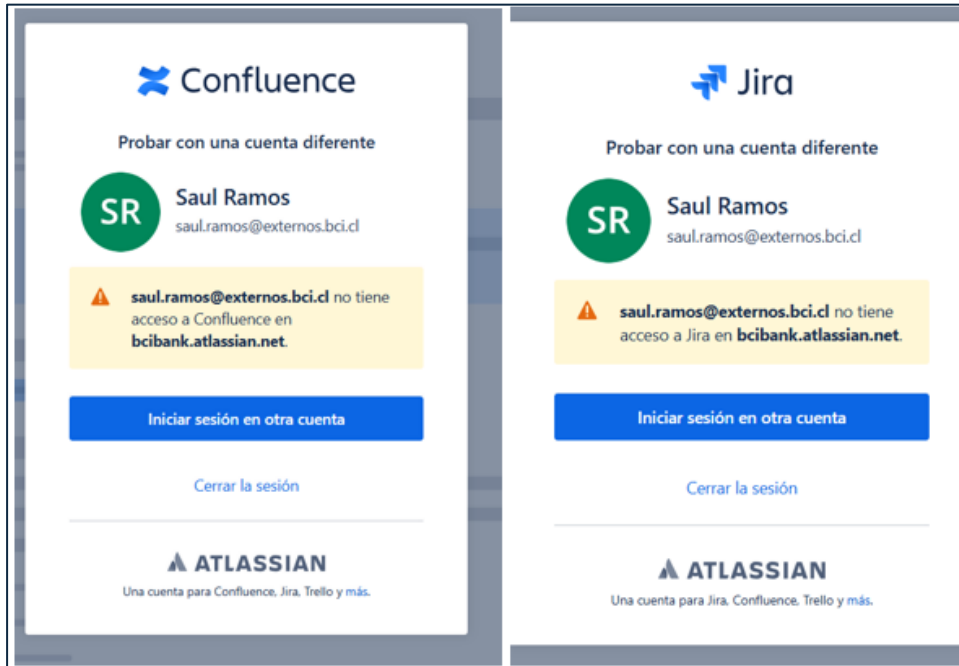 Confluence
Probar con una cuenta diferente
SR
Saul Ramos
saul.ramos@externos.bci.cl
saul.ramos@externos.bci.cl no tiene
acceso a Confluence en
bcibank.atlassian.net.
Iniciar sesión en otra cuenta
Cerrar la sesión
ATLASSIAN
Una cuenta para Confluence, Jira, Trello y más.
Jira
Probar con una cuenta diferente
SR
Saul Ramos
saul.ramos@externos.bci.cl
saul.ramos@externos.bci.cl no tiene
acceso a Jira en bcibank.atlassian.net.
Iniciar sesión en otra cuenta
Cerrar la sesión
ATLASSIAN
Una cuenta para Jira, Confluence, Trello y más.